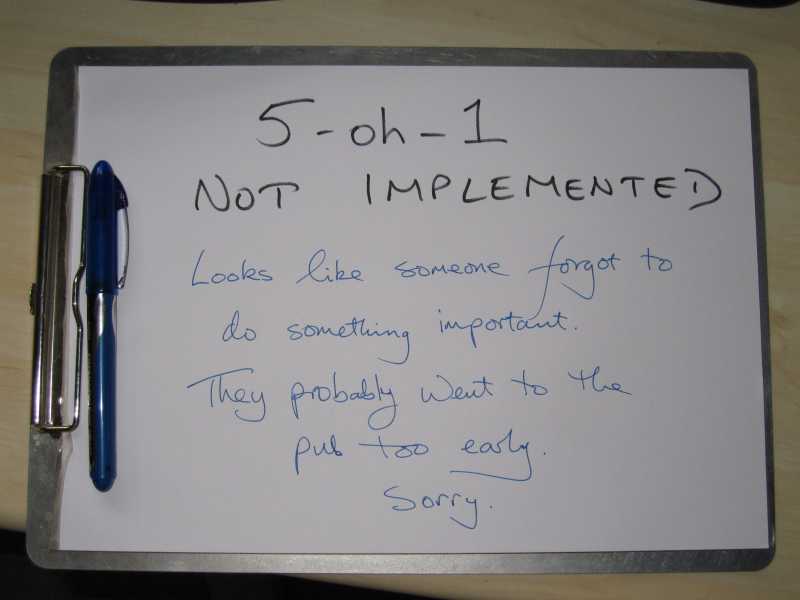 5-oh-1
NOT IMPLEMENTED
Looks like someone forgot to
do something important.
They probably went to the
pub too early.
Sorry.